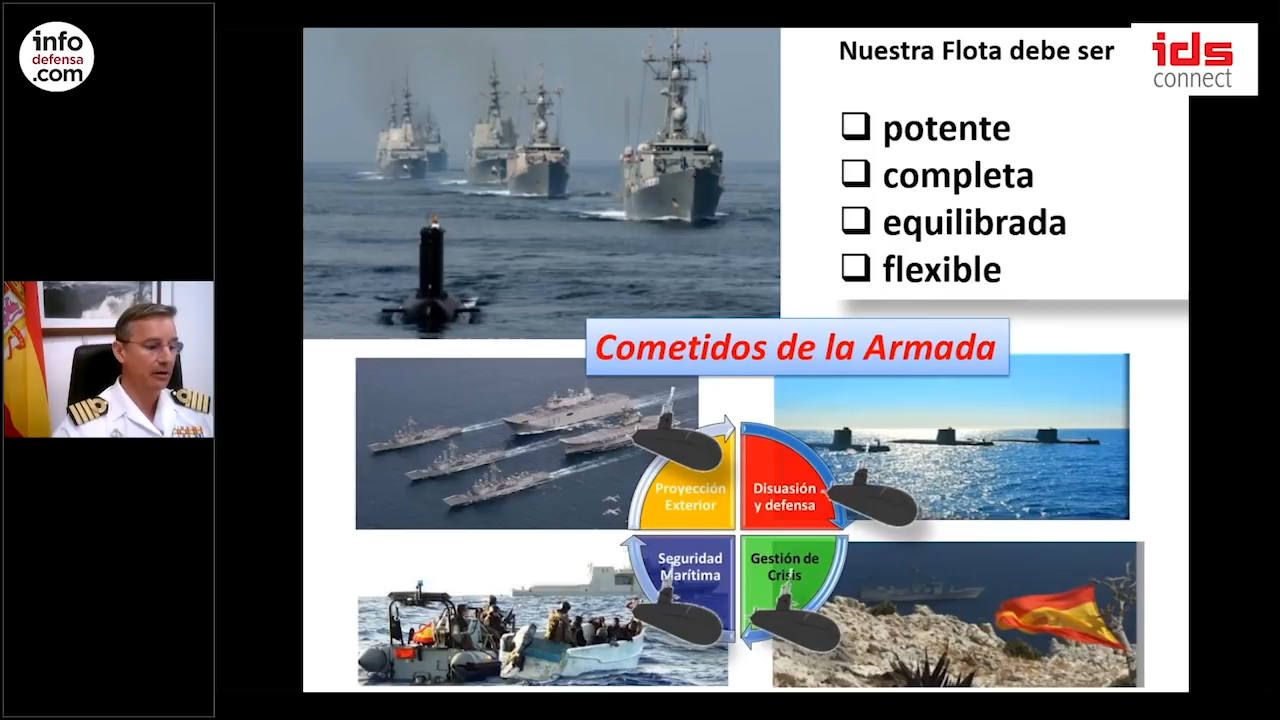 info
defensa
.com
Nuestra Flota debe ser
ids
connect
potente
completa
equilibrada
flexible
Cometidos de la Armada
Proyección
Exterior
Disuasión
y defensa
Seguridad
Marítima
Gestión de
Crisis